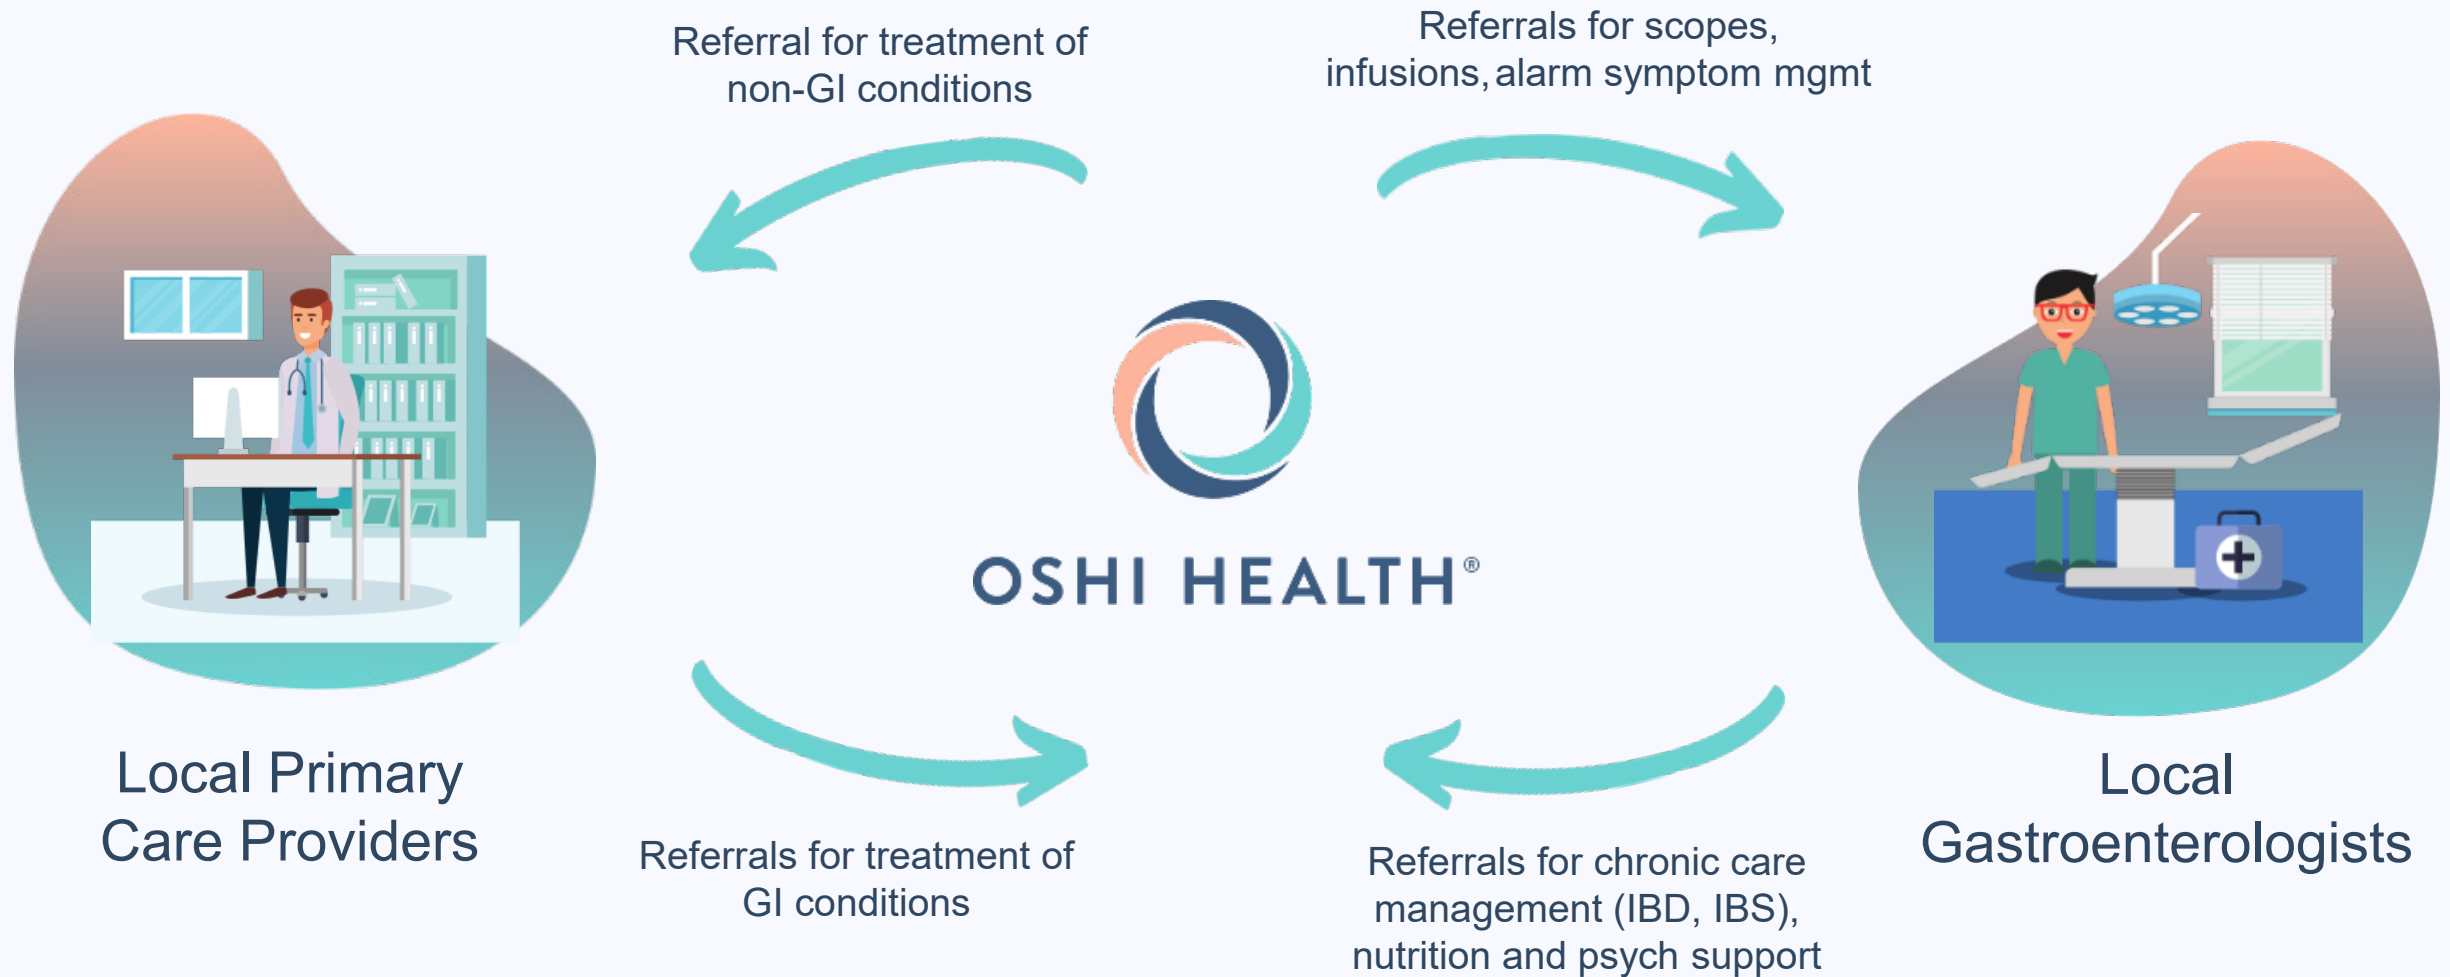 Referral for treatment of
non-GI conditions
Referrals for scopes,
infusions, alarm symptom mgmt
OSHI HEALTH®
Local Primary
Care Providers
Local
Gastroenterologists
Referrals for treatment of
GI conditions
Referrals for chronic care
management (IBD, IBS),
nutrition and psych support